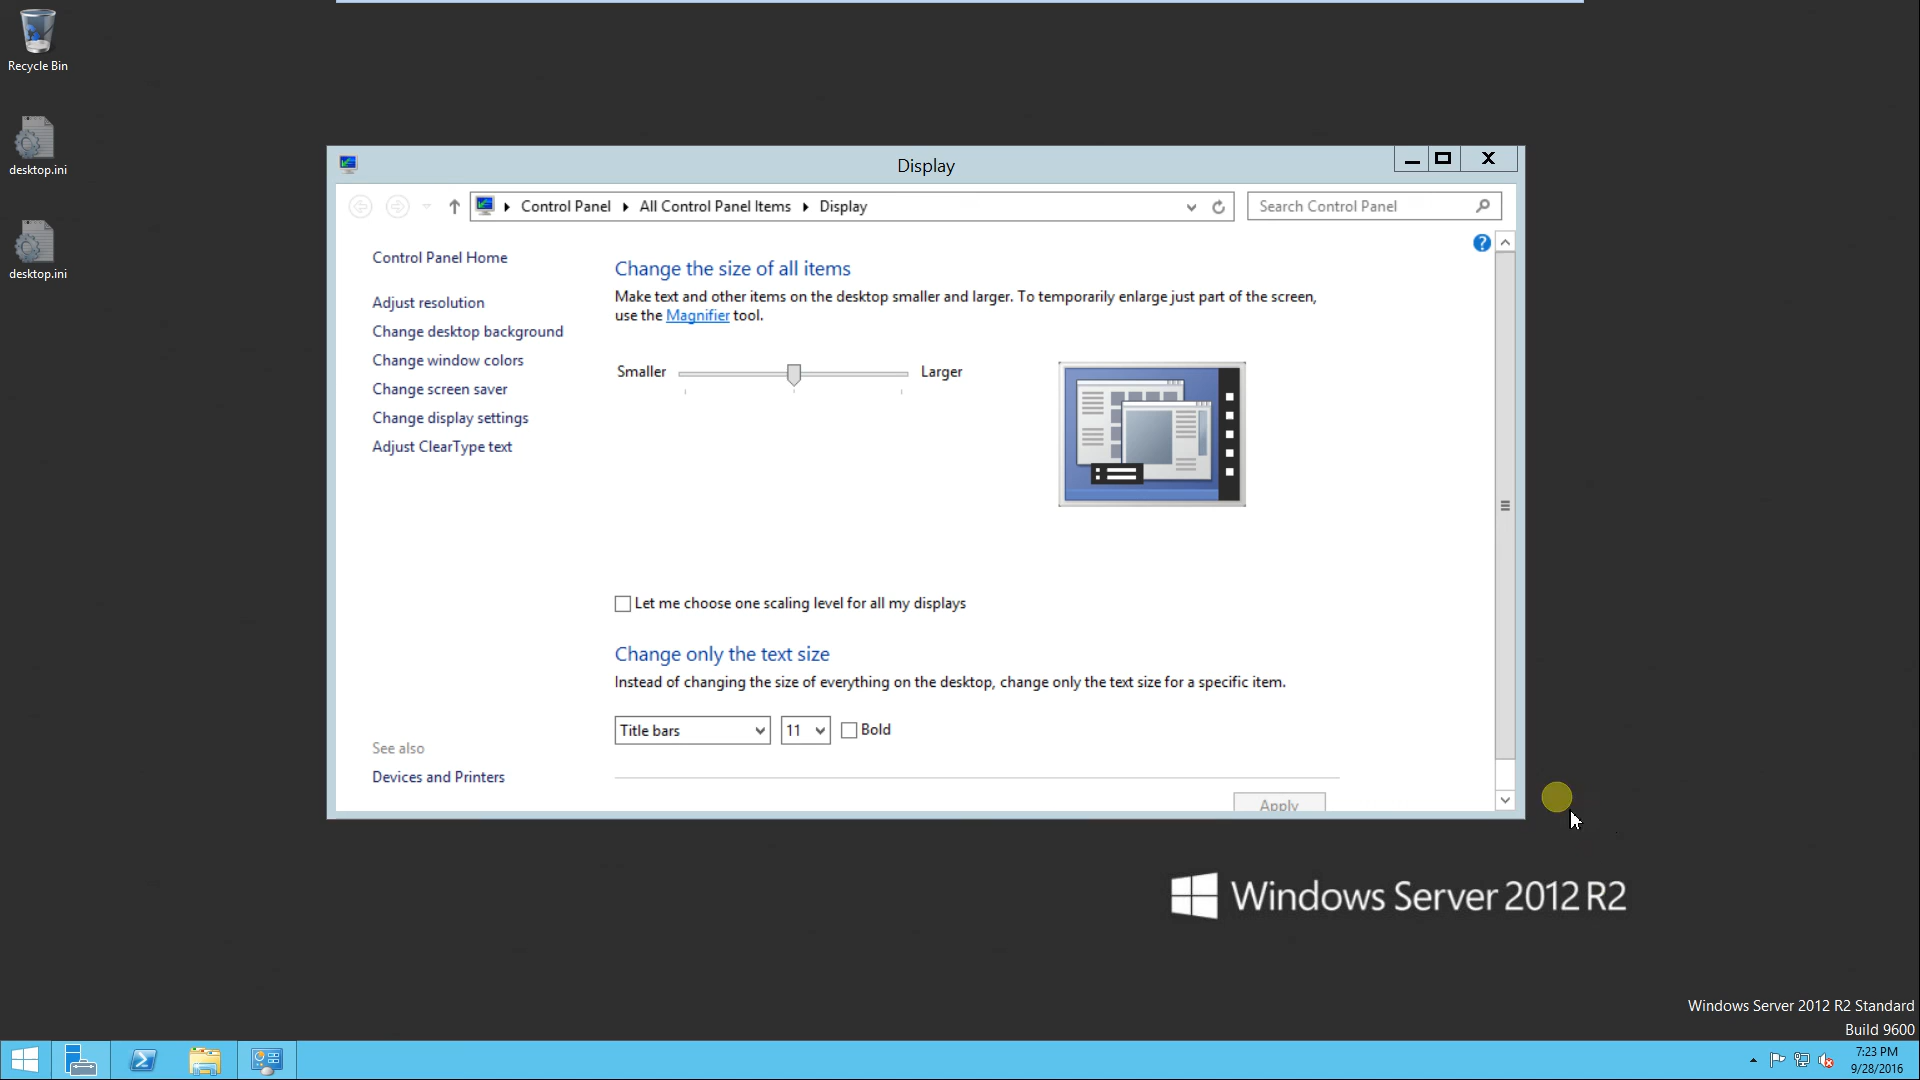 Recycle Bin
desktop.ini
desktop.ini
Display
Control Panel
All Control Panel Items
Display
Search Control Panel
Control Panel Home
Adjust resolution
Change desktop background
Change window colors
Change screen saver
Change display settings
Adjust ClearType text
See also
Devices and Printers
Change the size of all items
Make text and other items on the desktop smaller and larger. To temporarily enlarge just part of the screen,
use the Magnifier tool.
Smaller
Larger
Let me choose one scaling level for all my displays
Change only the text size
Instead of changing the size of everything on the desktop, change only the text size for a specific item.
Title bars
11
Bold
Apply
Windows Server 2012 R2
Windows Server 2012 R2 Standard
Build 9600
7:23 PM
9/28/2016